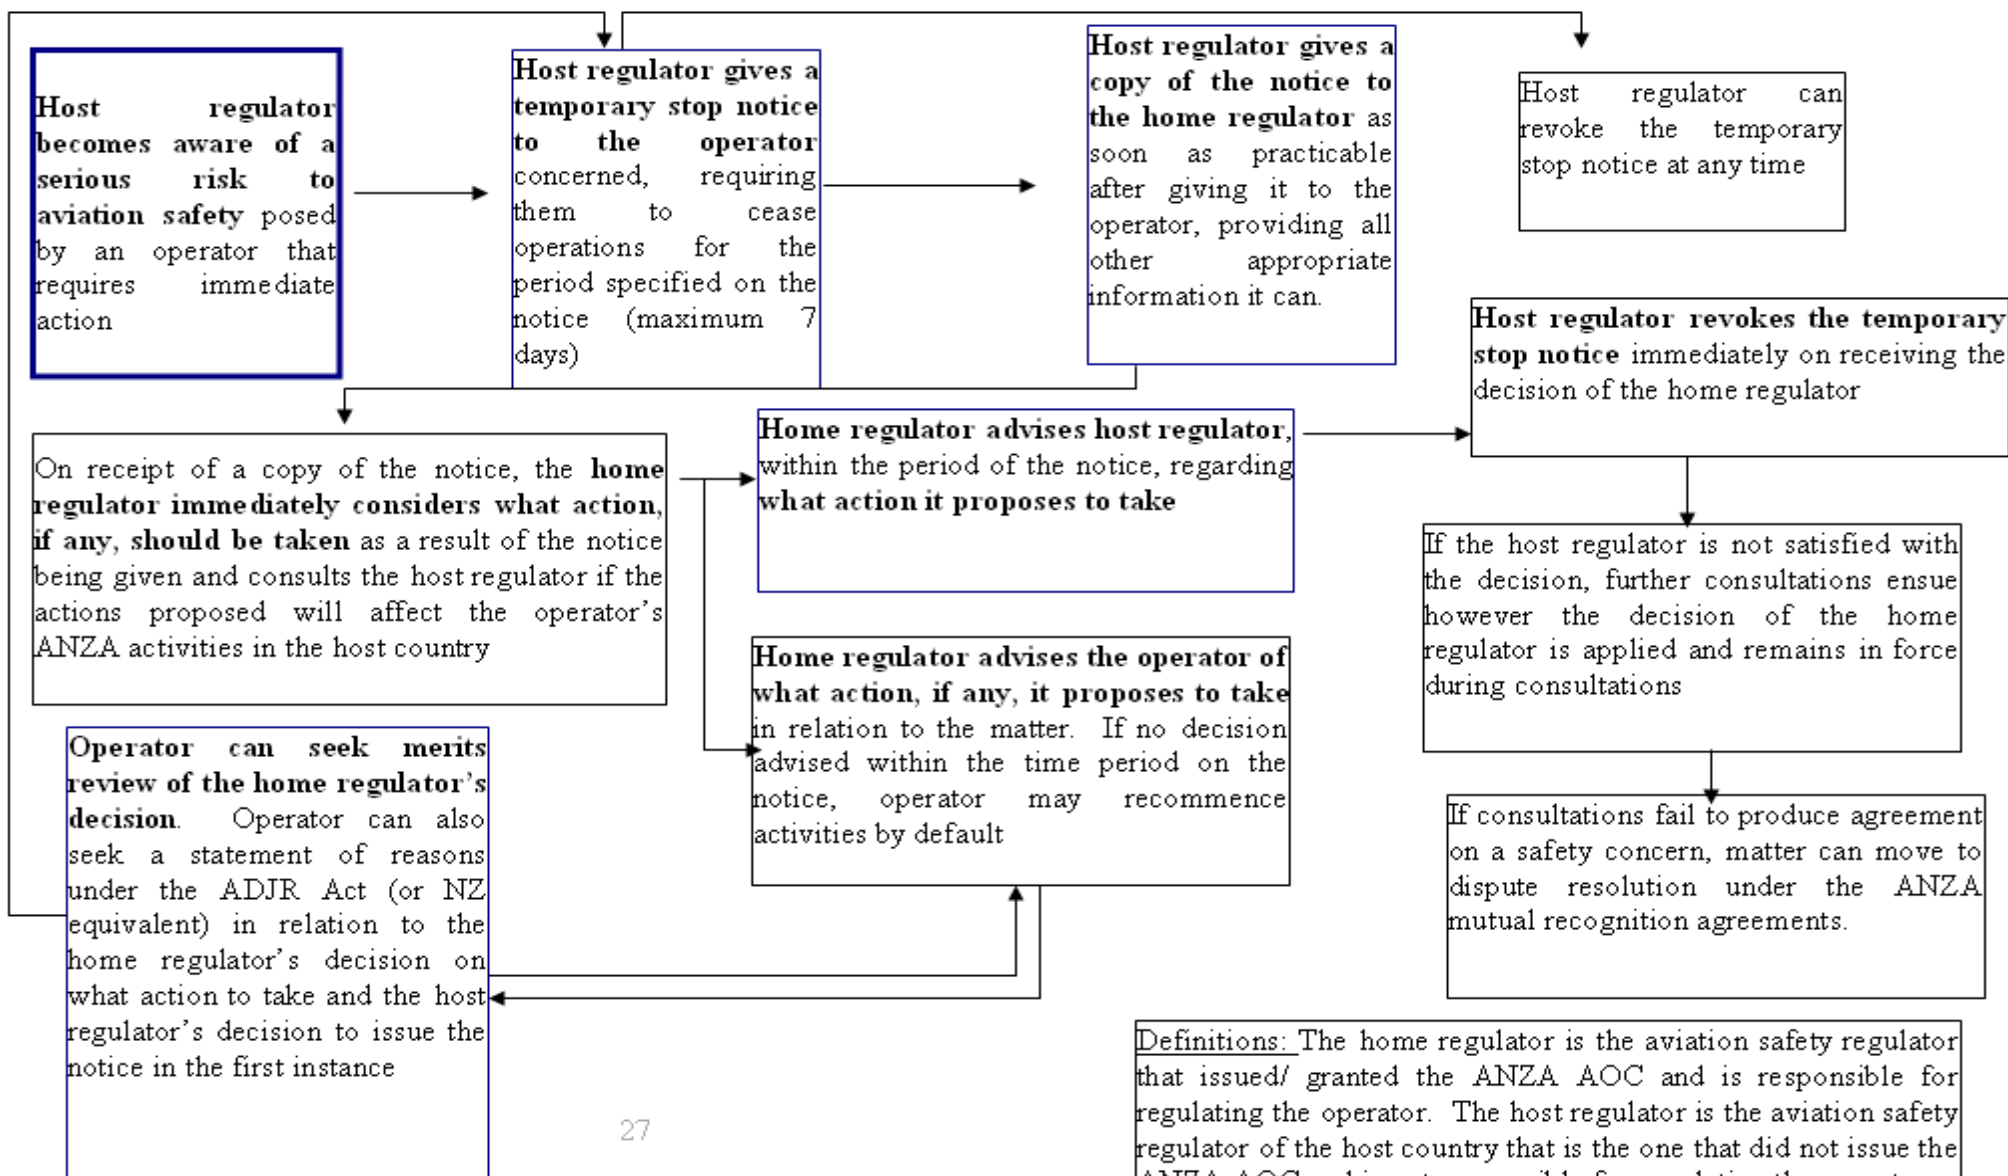 Host regulator
becomes aware of a
serious risk to
aviation safety posed
by an operator that
requires immediate
action
Host regulator gives a
temporary stop notice
to the operator
concerned, requiring
them to cease
operations for the
period specified on the
notice (maximum 7
days)
Host regulator gives a
copy of the notice to
the home regulator as
soon as practicable
after giving it to the
operator, providing all
other appropriate
information it can.
Host regulator can
revoke the temporary
stop notice at any time
Host regulator revokes the temporary
stop notice immediately on receiving the
decision of the home regulator
On receipt of a copy of the notice, the home
regulator immediately considers what action,
if any, should be taken as a result of the notice
being given and consults the host regulator if the
actions proposed will affect the operator's
ANZA activities in the host country
Home regulator advises host regulator,
within the period of the notice, regarding
what action it proposes to take
If the host regulator is not satisfied with
the decision, further consultations ensue
however the decision of the home
regulator is applied and remains in force
during consultations
Home regulator advises the operator of
what action, if any, it proposes to take
in relation to the matter. If no decision
advised within the time period on the
notice, operator may recommence
activities by default
Operator can seek merits
review of the home regulator's
decision. Operator can also
seek a statement of reasons
under the ADJR Act (or NZ
equivalent) in relation to the
home regulator's decision on
what action to take and the host
regulator's decision to issue the
notice in the first instance
If consultations fail to produce agreement
on a safety concern, matter can move to
dispute resolution under the ANZA
mutual recognition agreements.
Definitions: The home regulator is the aviation safety regulator
that issued/ granted the ANZA AOC and is responsible for
regulating the operator. The host regulator is the aviation safety
regulator of the host country that is the one that did not issue the
27